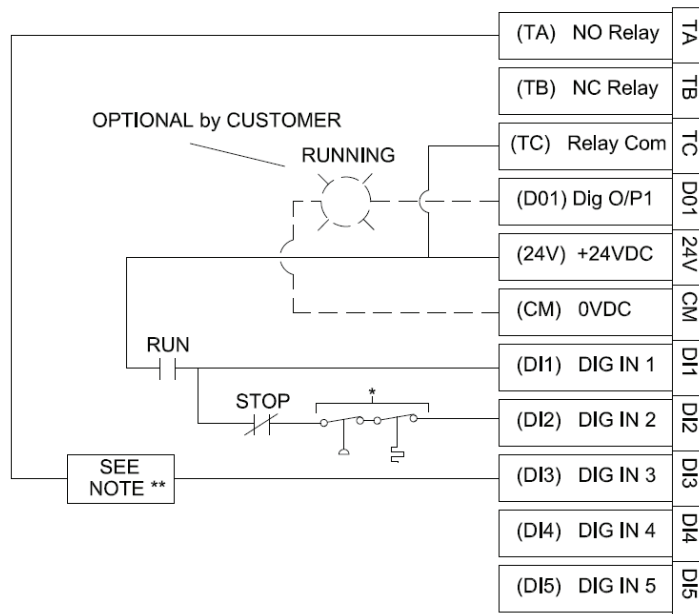 (TA) NO Relay TA
(TB) NC Relay TB
OPTIONAL by CUSTOMER
RUNNING
(TC) Relay Com TC
(D01) Dig O/P1 D01
(24V) +24VDC 24V
(CM) 0VDC CM
RUN
(DI1) DIG IN 1 DI1
STOP
*
(DI2) DIG IN 2 DI2
SEE
NOTE **
(DI3) DIG IN 3 DI3
(DI4) DIG IN 4 DI4
(DI5) DIG IN 5 DI5